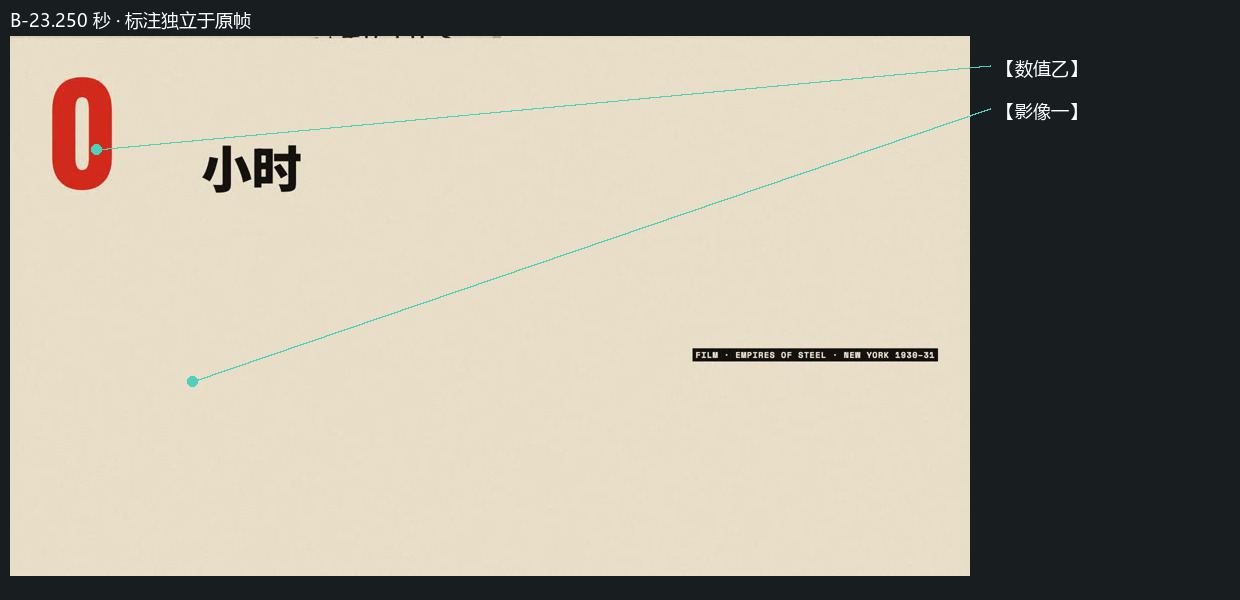 B-23.250 秒 · 标注独立于原帧
【数值乙】
【影像一】
0
小时
FILM · EMPIRES OF STEEL · NEW YORK 1930–31